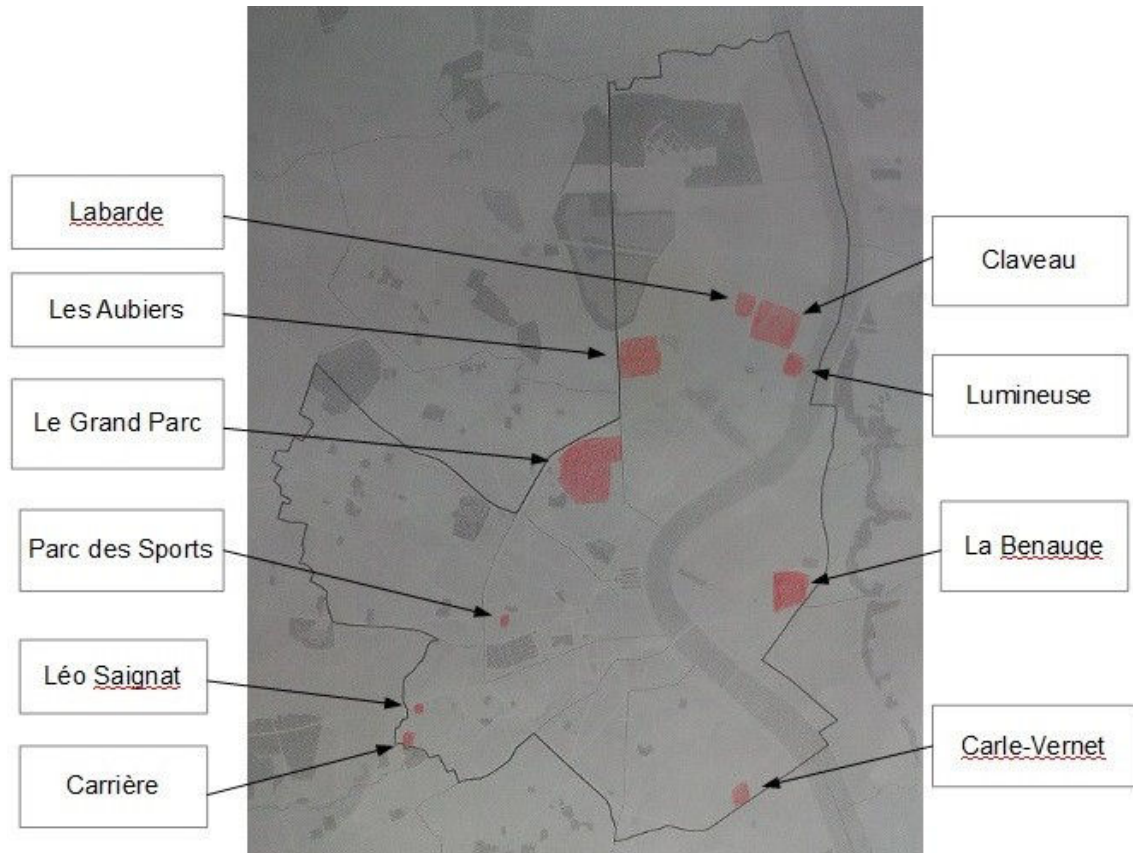 Labarde
Les Aubiers
Le Grand Parc
Parc des Sports
Léo Saignat
Carrière
Claveau
Lumineuse
La Benauge
Carle-Vernet